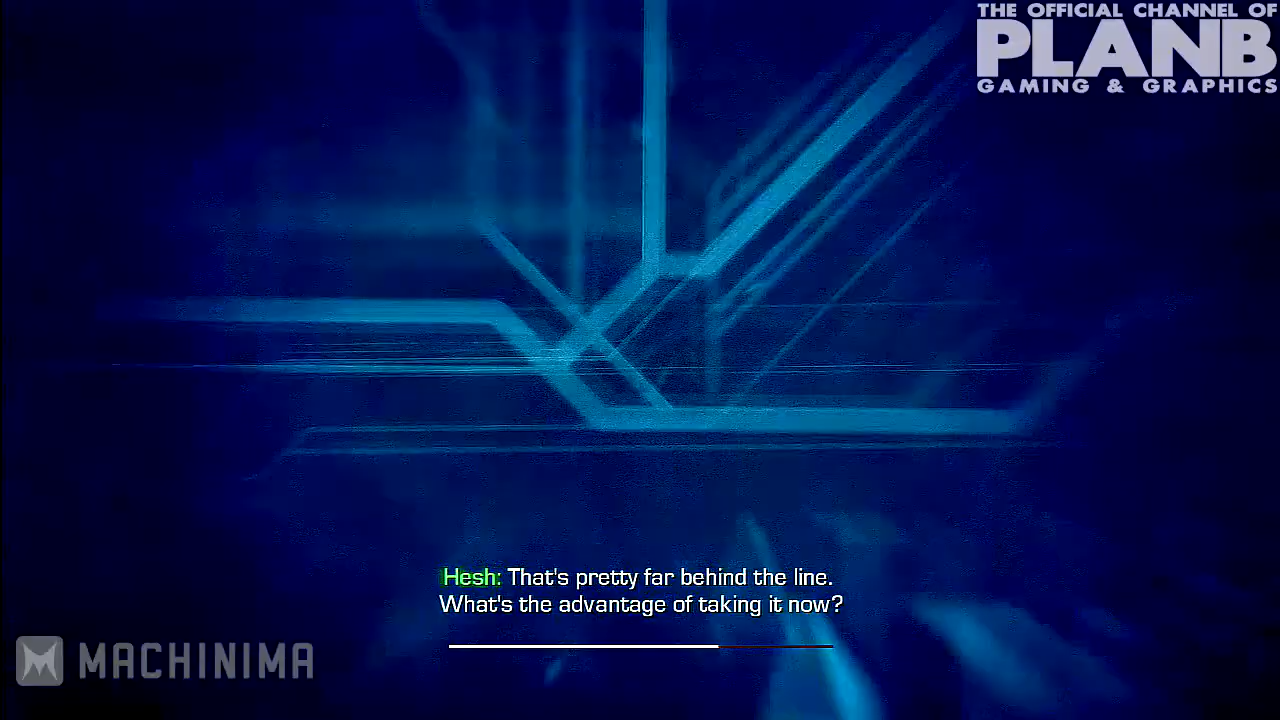 THE OFFICIAL CHANNEL OF
PLANB
GAMING & GRAPHICS
Hesh: That's pretty far behind the line.
What's the advantage of taking it now?
MACHINIMA